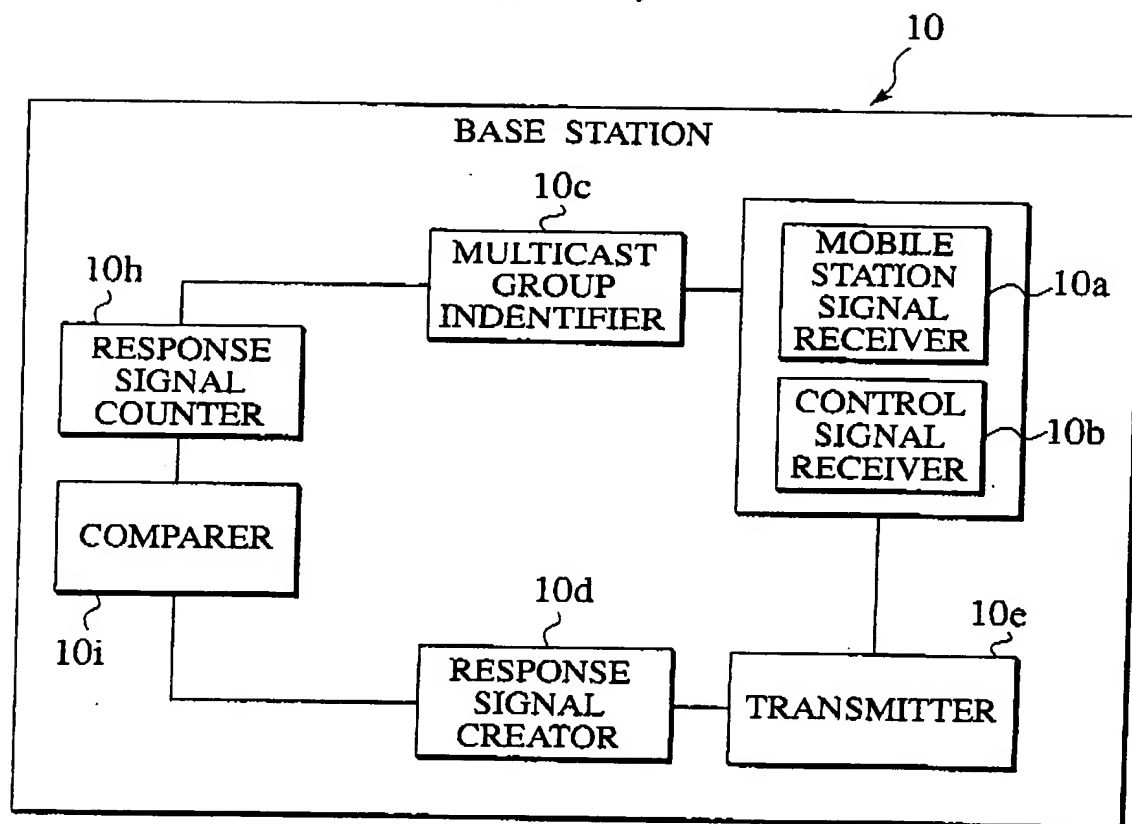 10
BASE STATION
10c
MULTICAST
GROUP
INDENTIFIER
MOBILE
STATION
SIGNAL
RECEIVER
10a
CONTROL
SIGNAL
RECEIVER
10b
10h
RESPONSE
SIGNAL
COUNTER
COMPARER
10i
10d
RESPONSE
SIGNAL
CREATOR
10e
TRANSMITTER